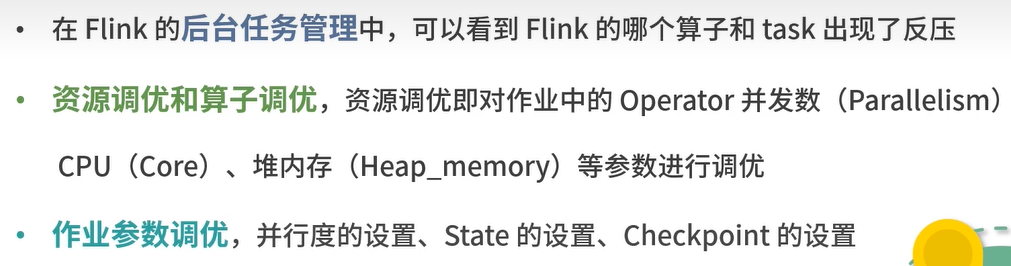 • 在 Flink 的后台任务管理中，可以看到 Flink 的哪个算子和 task 出现了反压
• 资源调优和算子调优，资源调优即对作业中的 Operator 并发数（Parallelism）
CPU（Core）、堆内存（Heap_memory）等参数进行调优
• 作业参数调优，并行度的设置、State 的设置、Checkpoint 的设置